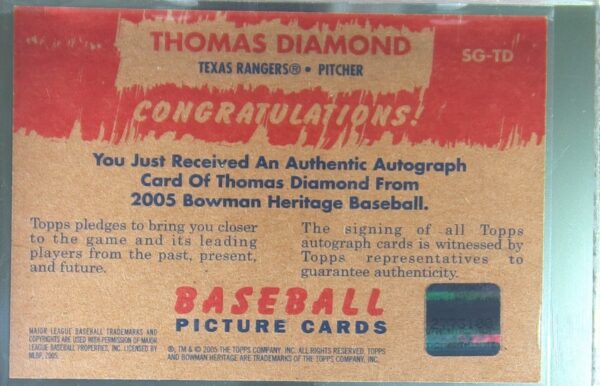 THOMAS DIAMOND
SG-TD
TEXAS RANGERS® • PITCHER
CONGRATULATIONS!
You Just Received An Authentic Autograph
Card Of Thomas Diamond From
2005 Bowman Heritage Baseball.
Topps pledges to bring you closer
to the game and its leading
players from the past, present,
and future.
The signing of all Topps
autograph cards is witnessed by
Topps representatives to
guarantee authenticity.
BASEBALL
PICTURE CARDS
MAJOR LEAGUE BASEBALL TRADEMARKS AND
COPYRIGHTS ARE USED WITH PERMISSION OF MAJOR
LEAGUE BASEBALL PROPERTIES, INC. LICENSED BY
MLBP, 2005.
®, TM & © 2005 THE TOPPS COMPANY, INC. ALL RIGHTS RESERVED. TOPPS
AND BOWMAN HERITAGE ARE TRADEMARKS OF THE TOPPS COMPANY, INC.